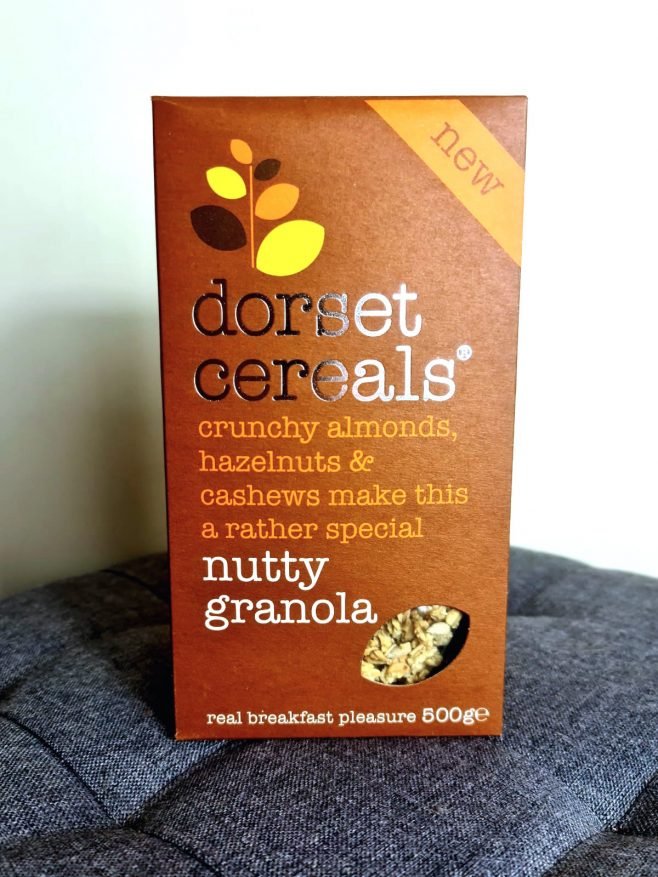 new
dorset
cereals®
crunchy almonds,
hazelnuts &
cashews make this
a rather special
nutty
granola
real breakfast pleasure 500g℮